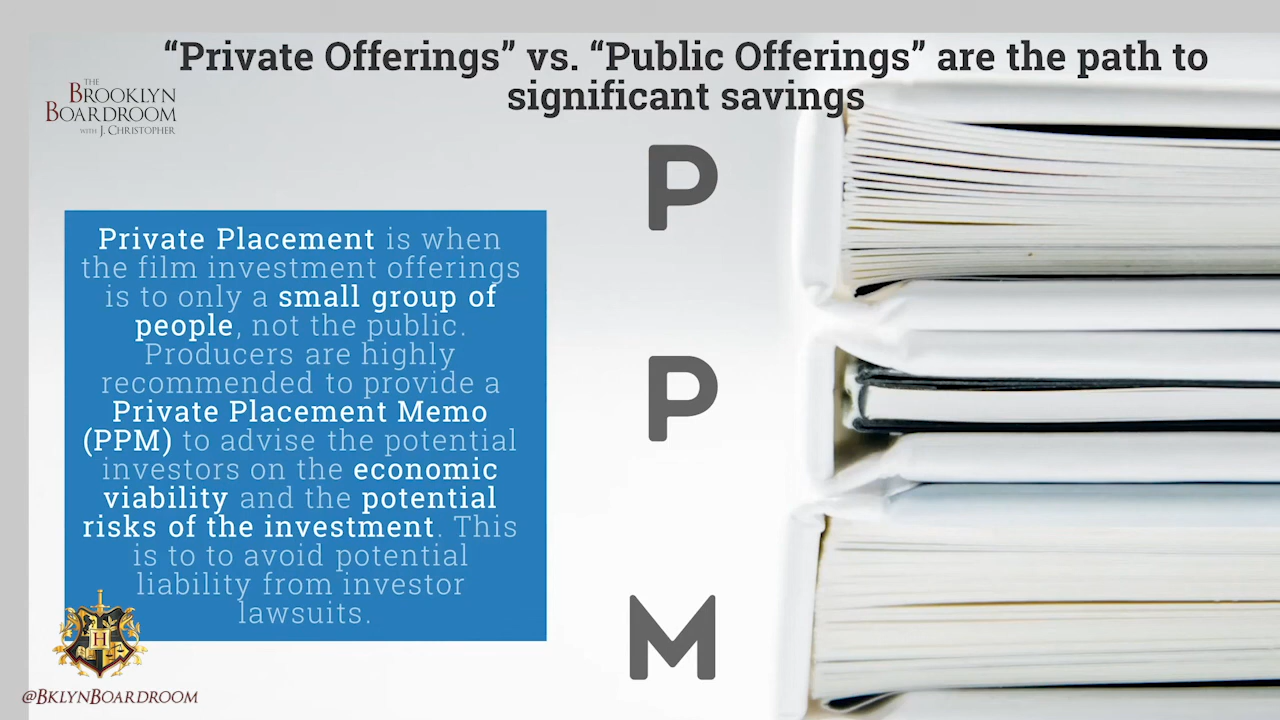 “Private Offerings” vs. “Public Offerings” are the path to
significant savings
THE
BROOKLYN
BOARDROOM
WITH J. CHRISTOPHER
Private Placement is when
the film investment offerings
is to only a small group of
people, not the public.
Producers are highly
recommended to provide a
Private Placement Memo
(PPM) to advise the potential
investors on the economic
viability and the potential
risks of the investment. This
is to to avoid potential
liability from investor
lawsuits.
P
P
M
H
@BKLYNBOARDROOM